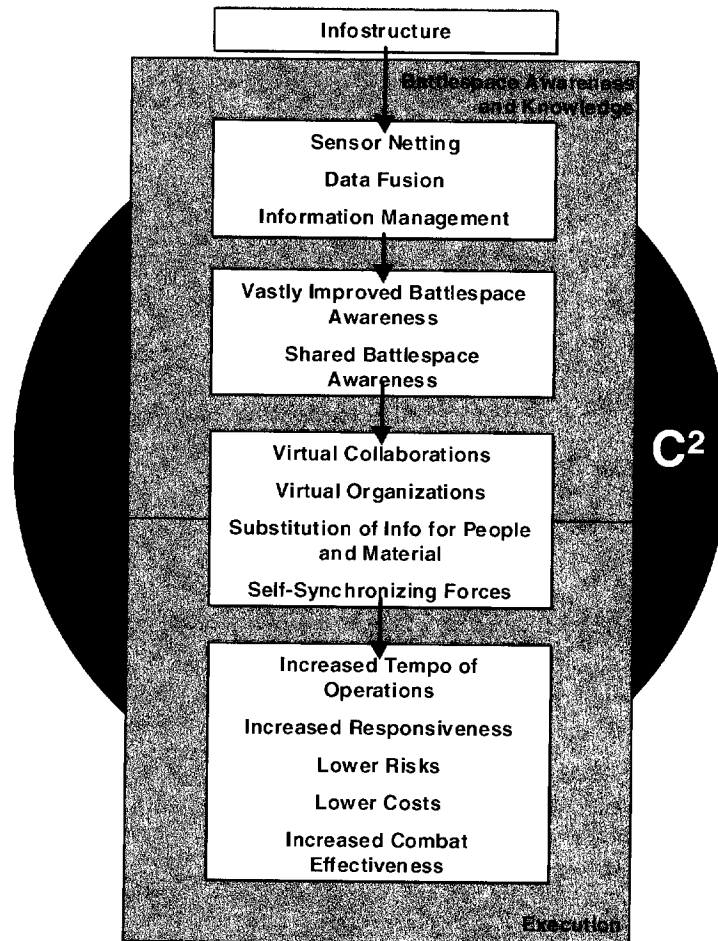 Infostructure
Battlespace Awareness
and Knowledge
Sensor Netting
Data Fusion
Information Management
Vastly Improved Battlespace
Awareness
Shared Battlespace
Awareness
C²
Virtual Collaborations
Virtual Organizations
Substitution of Info for People
and Material
Self-Synchronizing Forces
Increased Tempo of
Operations
Increased Responsiveness
Lower Risks
Lower Costs
Increased Combat
Effectiveness
Execution